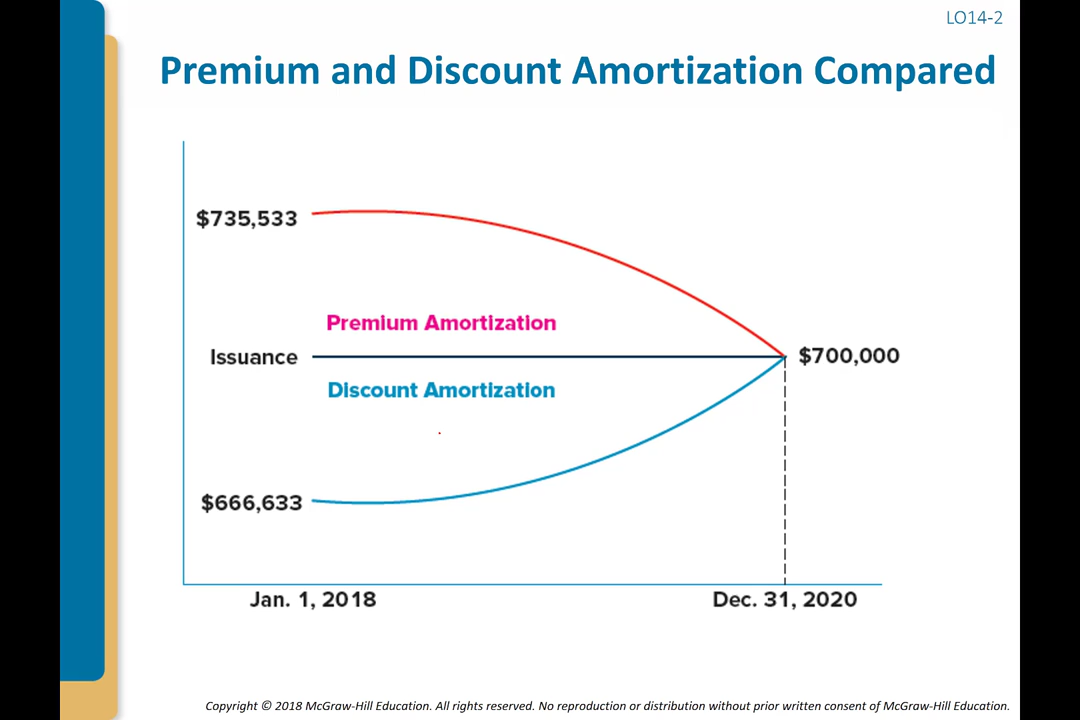 LO14-2
Premium and Discount Amortization Compared
$735,533
Premium Amortization
Issuance
$700,000
Discount Amortization
$666,633
Jan. 1, 2018
Dec. 31, 2020
Copyright © 2018 McGraw-Hill Education. All rights reserved. No reproduction or distribution without prior written consent of McGraw-Hill Education.